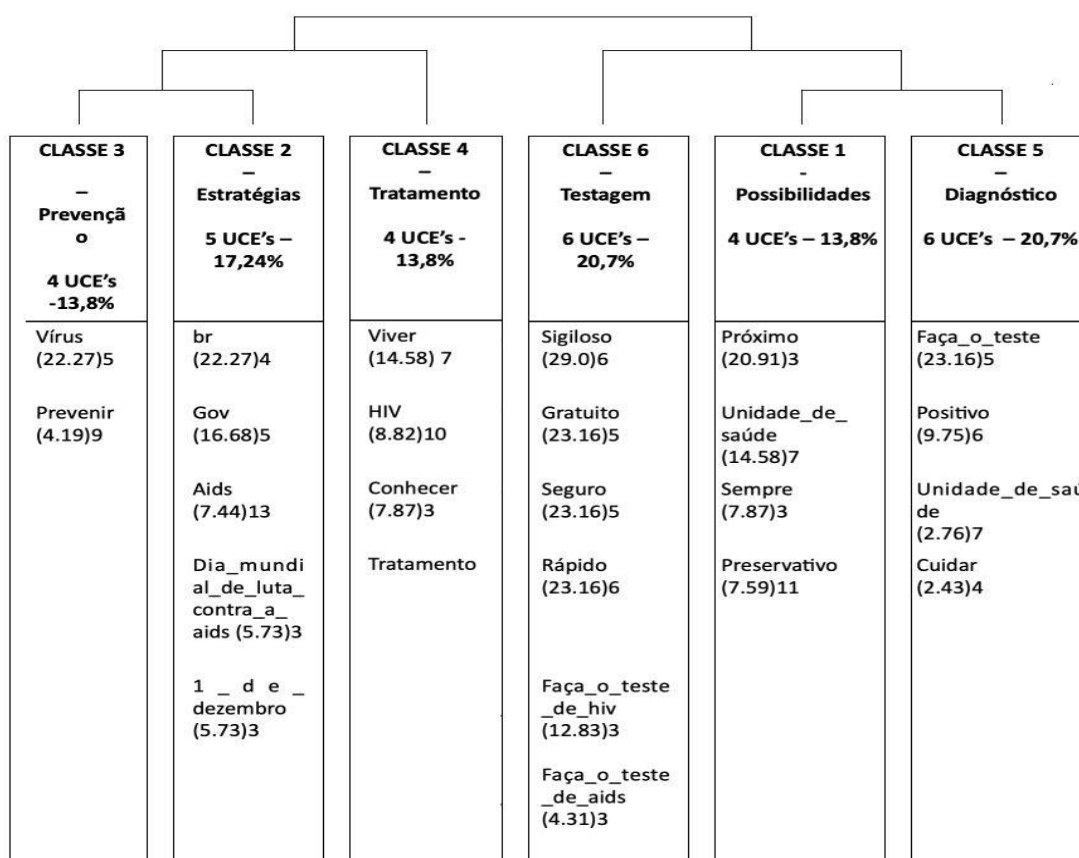 CLASSE 3
–
Prevençã
o
4 UCE’s
-13,8%
Vírus
(22.27)5
Prevenir
(4.19)9
CLASSE 2
–
Estratégias
5 UCE’s –
17,24%
br
(22.27)4
Gov
(16.68)5
Aids
(7.44)13
Dia_mundi
al_de_luta_
contra_a_
aids (5.73)3
1 _ d e _
dezembro
(5.73)3
CLASSE 4
–
Tratamento
4 UCE’s -
13,8%
Viver
(14.58) 7
HIV
(8.82)10
Conhecer
(7.87)3
Tratamento
CLASSE 6
–
Testagem
6 UCE’s –
20,7%
Sigiloso
(29.0)6
Gratuito
(23.16)5
Seguro
(23.16)5
Rápido
(23.16)6
Faça_o_teste
_de_hiv
(12.83)3
Faça_o_teste
_de_aids
(4.31)3
CLASSE 1
-
Possibilidades
4 UCE’s – 13,8%
Próximo
(20.91)3
Unidade_de_
saúde
(14.58)7
Sempre
(7.87)3
Preservativo
(7.59)11
CLASSE 5
–
Diagnóstico
6 UCE’s – 20,7%
Faça_o_teste
(23.16)5
Positivo
(9.75)6
Unidade_de_saú
de
(2.76)7
Cuidar
(2.43)4